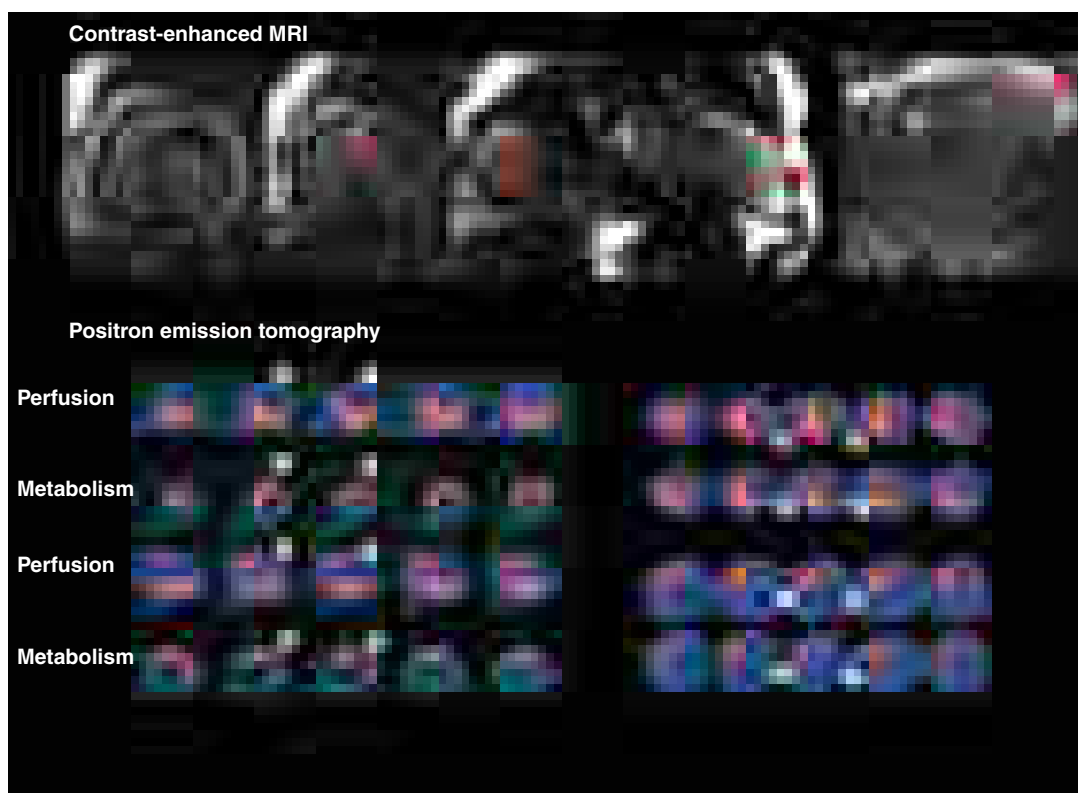 Contrast-enhanced MRI
Positron emission tomography
Perfusion
Metabolism
Perfusion
Metabolism